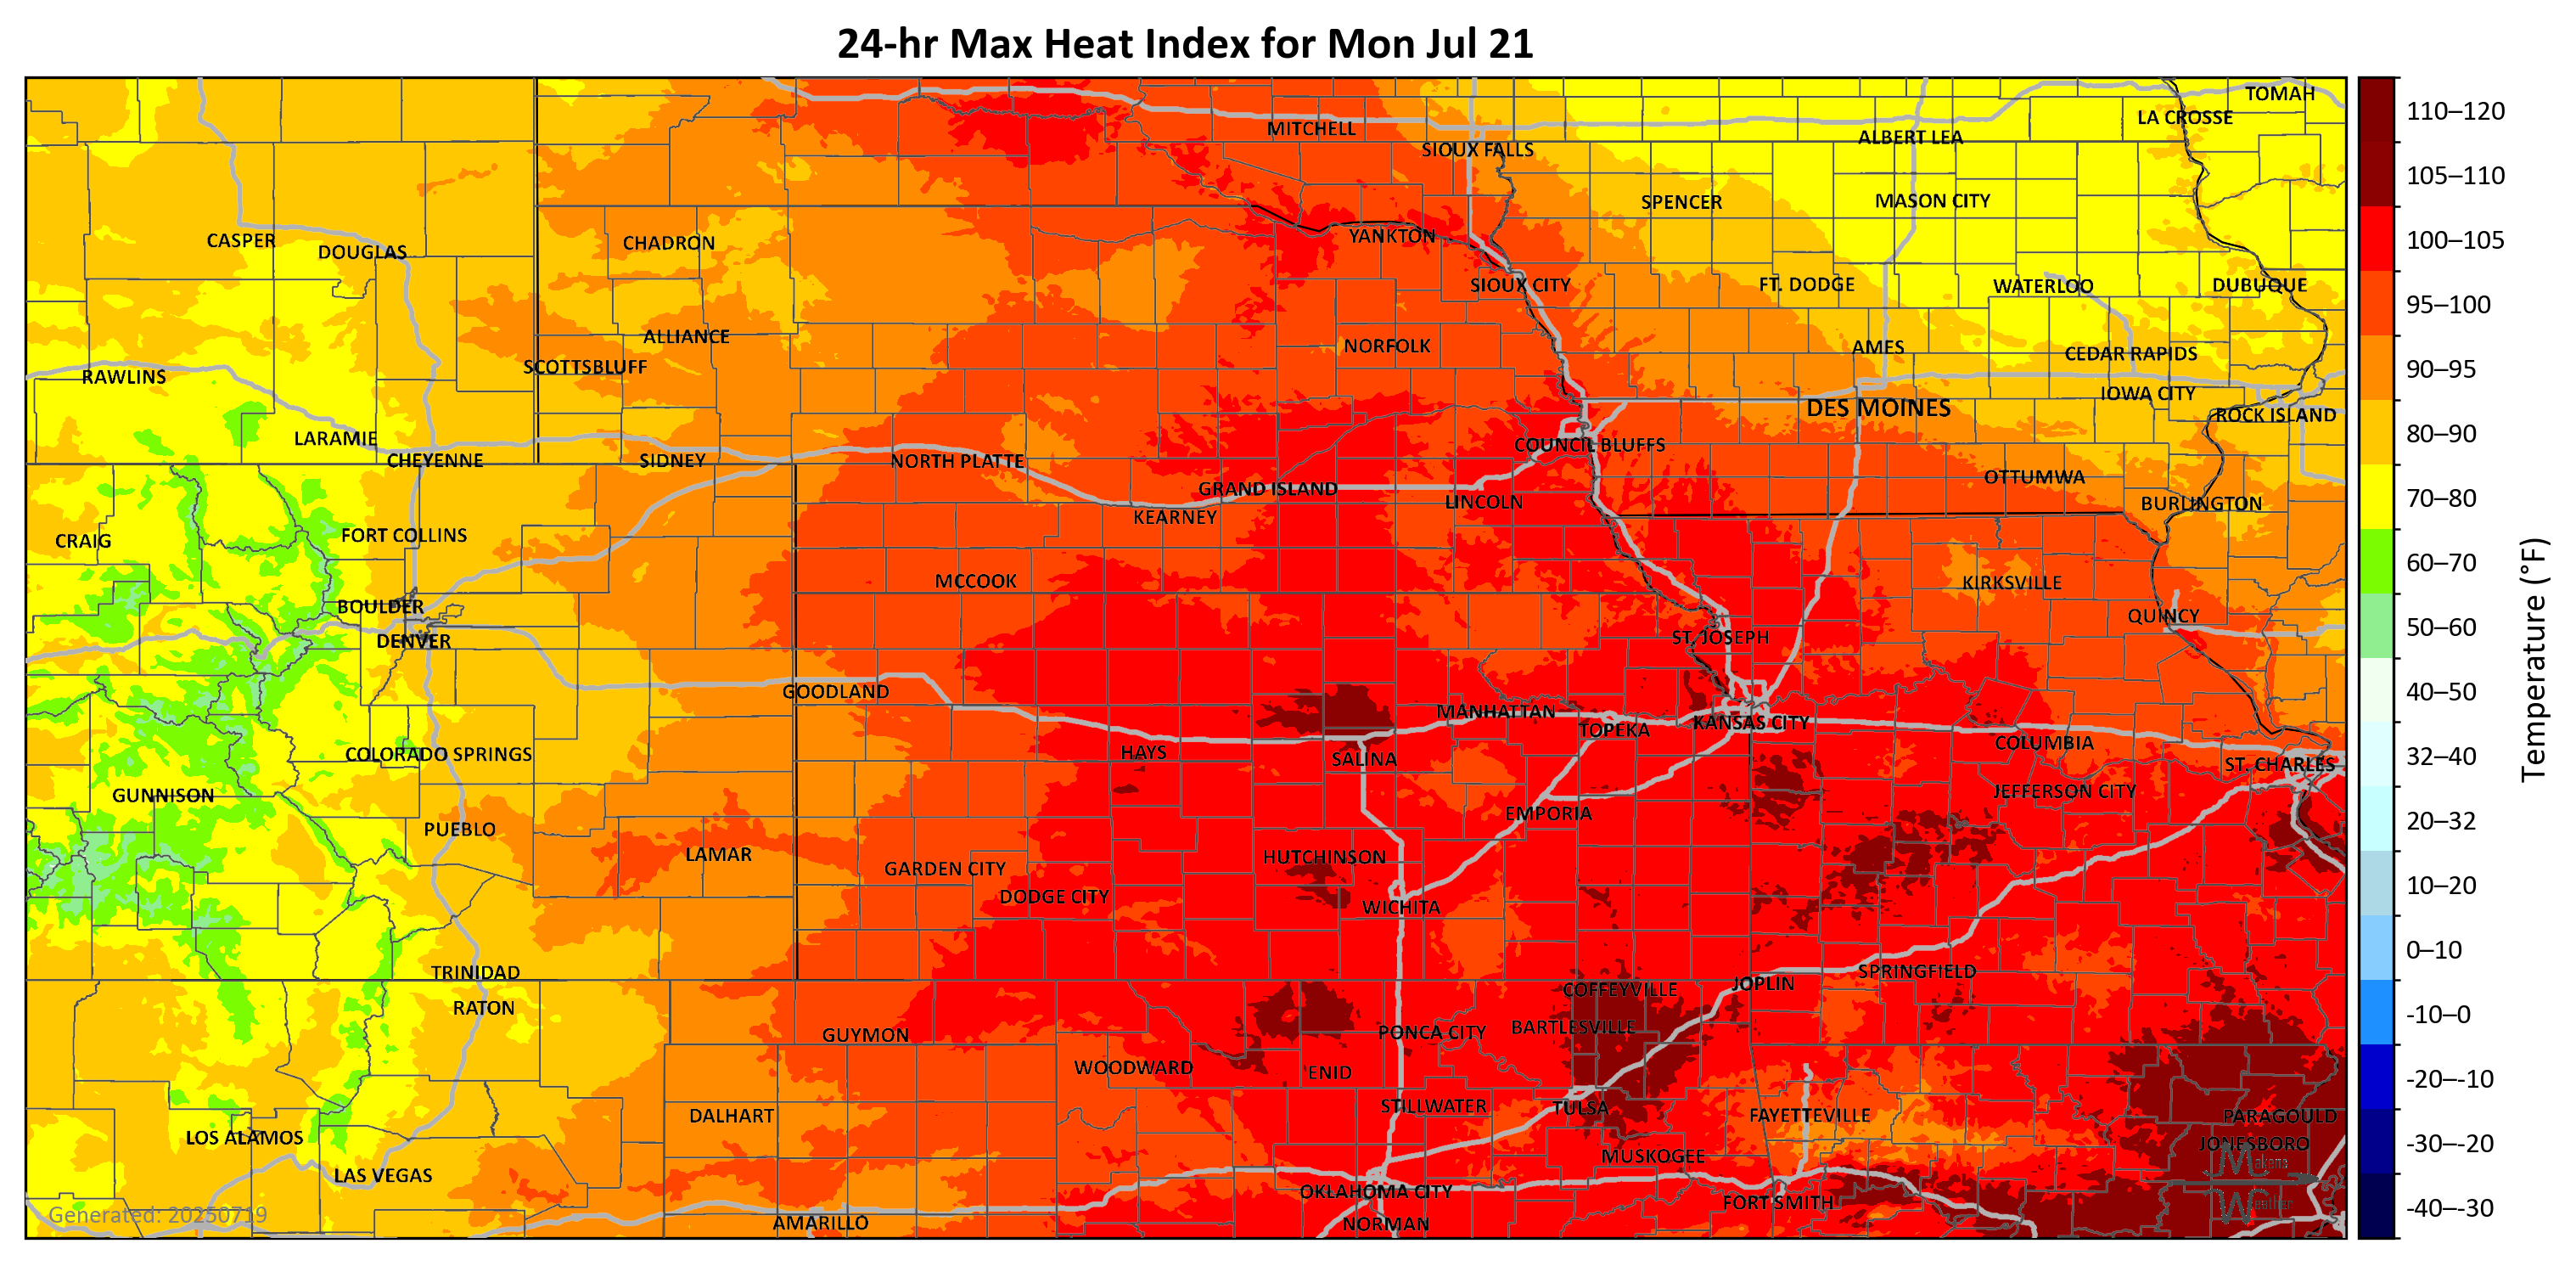 24-hr Max Heat Index for Mon Jul 21
TOMAH
LA CROSSE
MITCHELL
ALBERT LEA
SIOUX FALLS
SPENCER
MASON CITY
CASPER
DOUGLAS
CHADRON
YANKTON
SIOUX CITY
FT. DODGE
WATERLOO
DUBUQUE
ALLIANCE
NORFOLK
AMES
CEDAR RAPIDS
SCOTTSBLUFF
RAWLINS
IOWA CITY
DES MOINES
ROCK ISLAND
LARAMIE
COUNCIL BLUFFS
CHEYENNE
SIDNEY
NORTH PLATTE
OTTUMWA
GRAND ISLAND
LINCOLN
BURLINGTON
KEARNEY
CRAIG
FORT COLLINS
MCCOOK
KIRKSVILLE
BOULDER
QUINCY
DENVER
ST. JOSEPH
GOODLAND
MANHATTAN
KANSAS CITY
TOPEKA
COLUMBIA
COLORADO SPRINGS
HAYS
SALINA
ST. CHARLES
GUNNISON
JEFFERSON CITY
EMPORIA
PUEBLO
LAMAR
HUTCHINSON
GARDEN CITY
DODGE CITY
WICHITA
TRINIDAD
SPRINGFIELD
JOPLIN
COFFEYVILLE
RATON
BARTLESVILLE
PONCA CITY
GUYMON
WOODWARD
ENID
STILLWATER
TULSA
DALHART
FAYETTEVILLE
PARAGOULD
LOS ALAMOS
JONESBORO
MUSKOGEE
LAS VEGAS
OKLAHOMA CITY
FORT SMITH
AMARILLO
NORMAN
Generated: 20250719
Makens
Weather
110–120
105–110
100–105
95–100
90–95
80–90
70–80
60–70
50–60
40–50
32–40
20–32
10–20
0–10
-10–0
-20–-10
-30–-20
-40–-30
Temperature (°F)